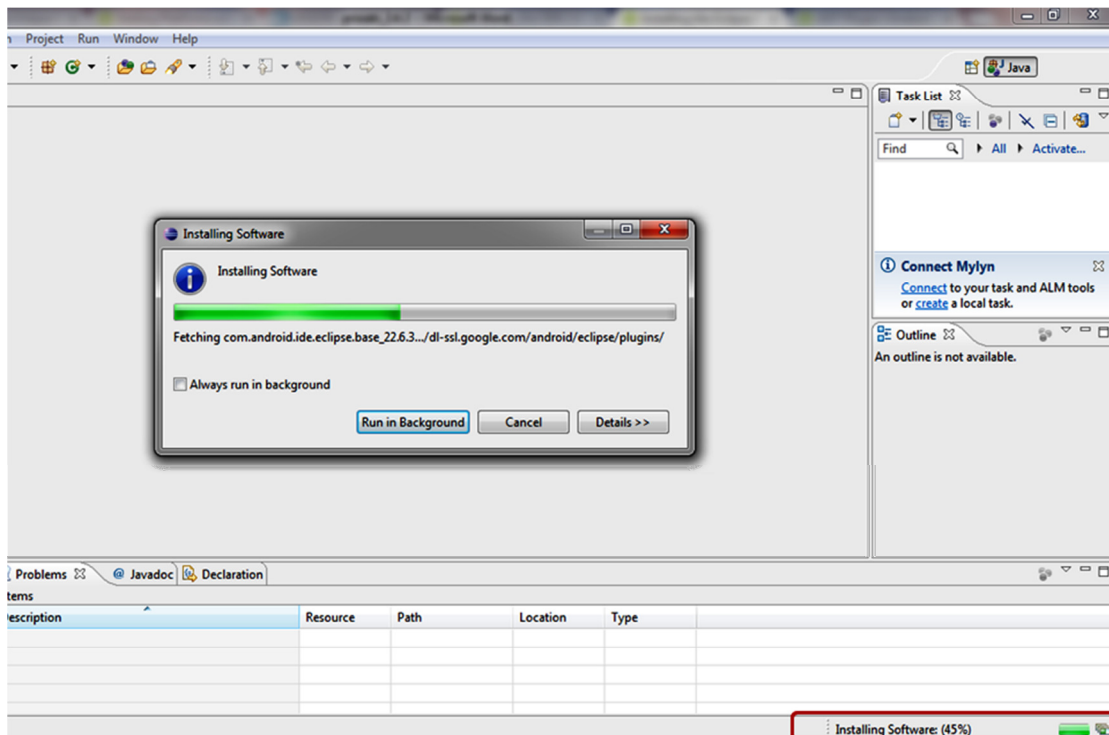 Project Run Window Help
Java
Task List
Find All Activate...
Installing Software
Installing Software
Fetching com.android.ide.eclipse.base_22.6.3.../dl-ssl.google.com/android/eclipse/plugins/
Always run in background
Run in Background Cancel Details >>
Connect Mylyn
Connect to your task and ALM tools
or create a local task.
Outline
An outline is not available.
Problems @ Javadoc Declaration
tems
escription Resource Path Location Type
Installing Software: (45%)